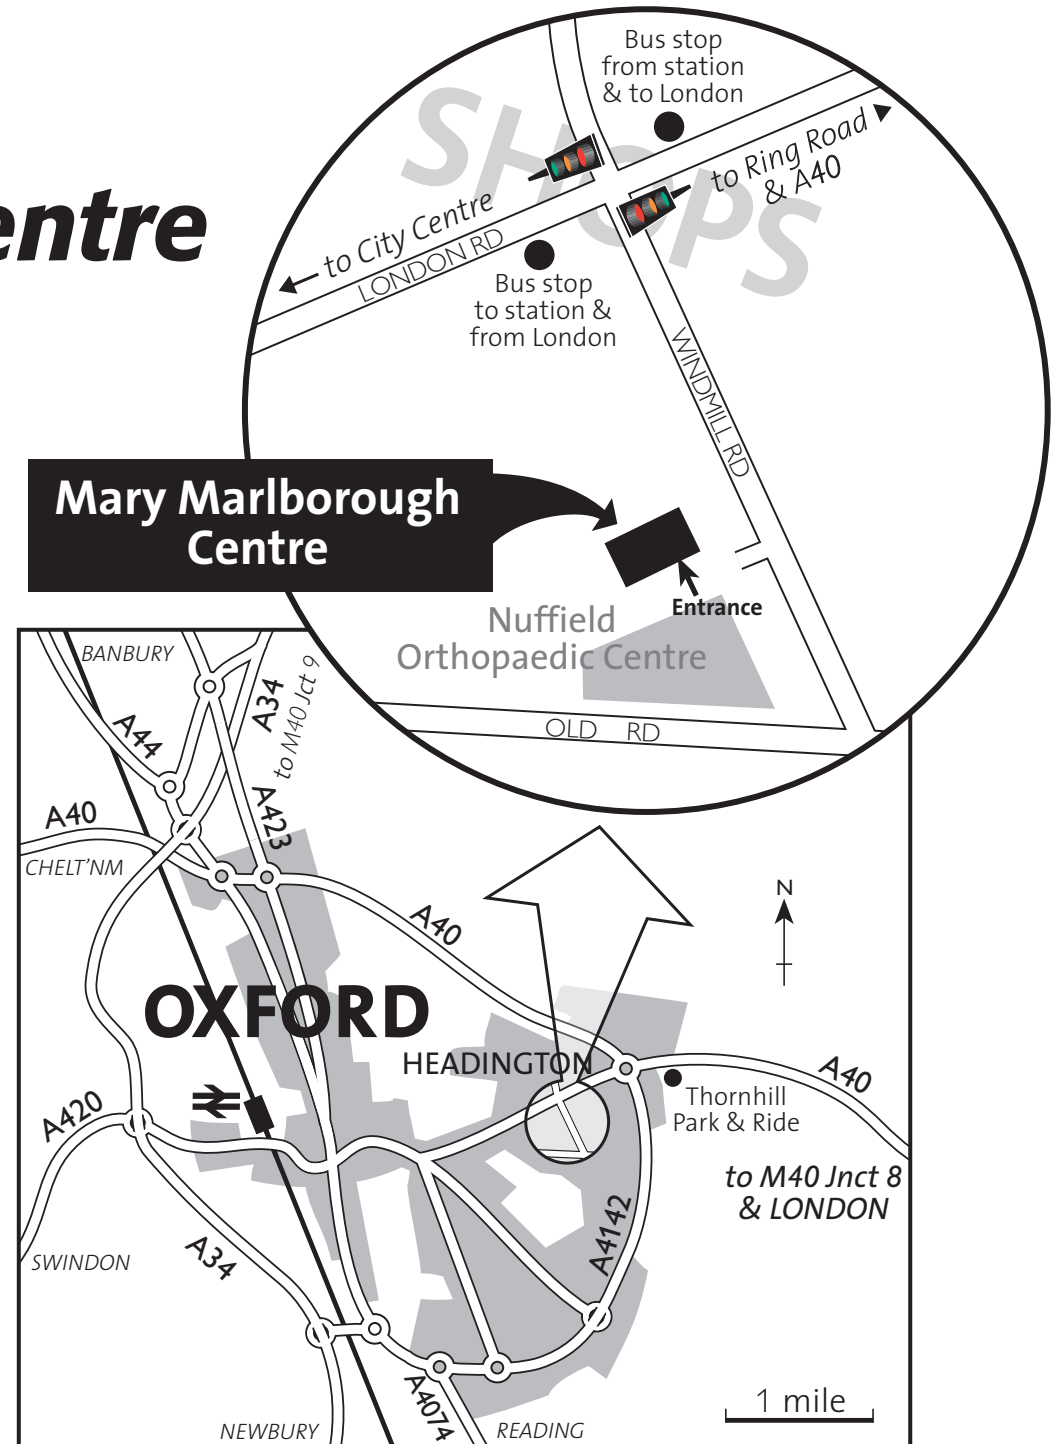 entre
Bus stop
from station
& to London
SHOPS
to Ring Road
& A40
to City Centre
LONDON RD
Bus stop
to station &
from London
WINDMILL RD
Mary Marlborough
Centre
Entrance
Nuffield
Orthopaedic Centre
OLD RD
BANBURY
A44
A34
to M40 Jct 9
A423
A40
CHELT'NM
A40
N
OXFORD
HEADINGTON
A40
Thornhill
Park & Ride
A420
to M40 Jnct 8
& LONDON
A4142
SWINDON
A34
A4074
1 mile
NEWBURY
READING